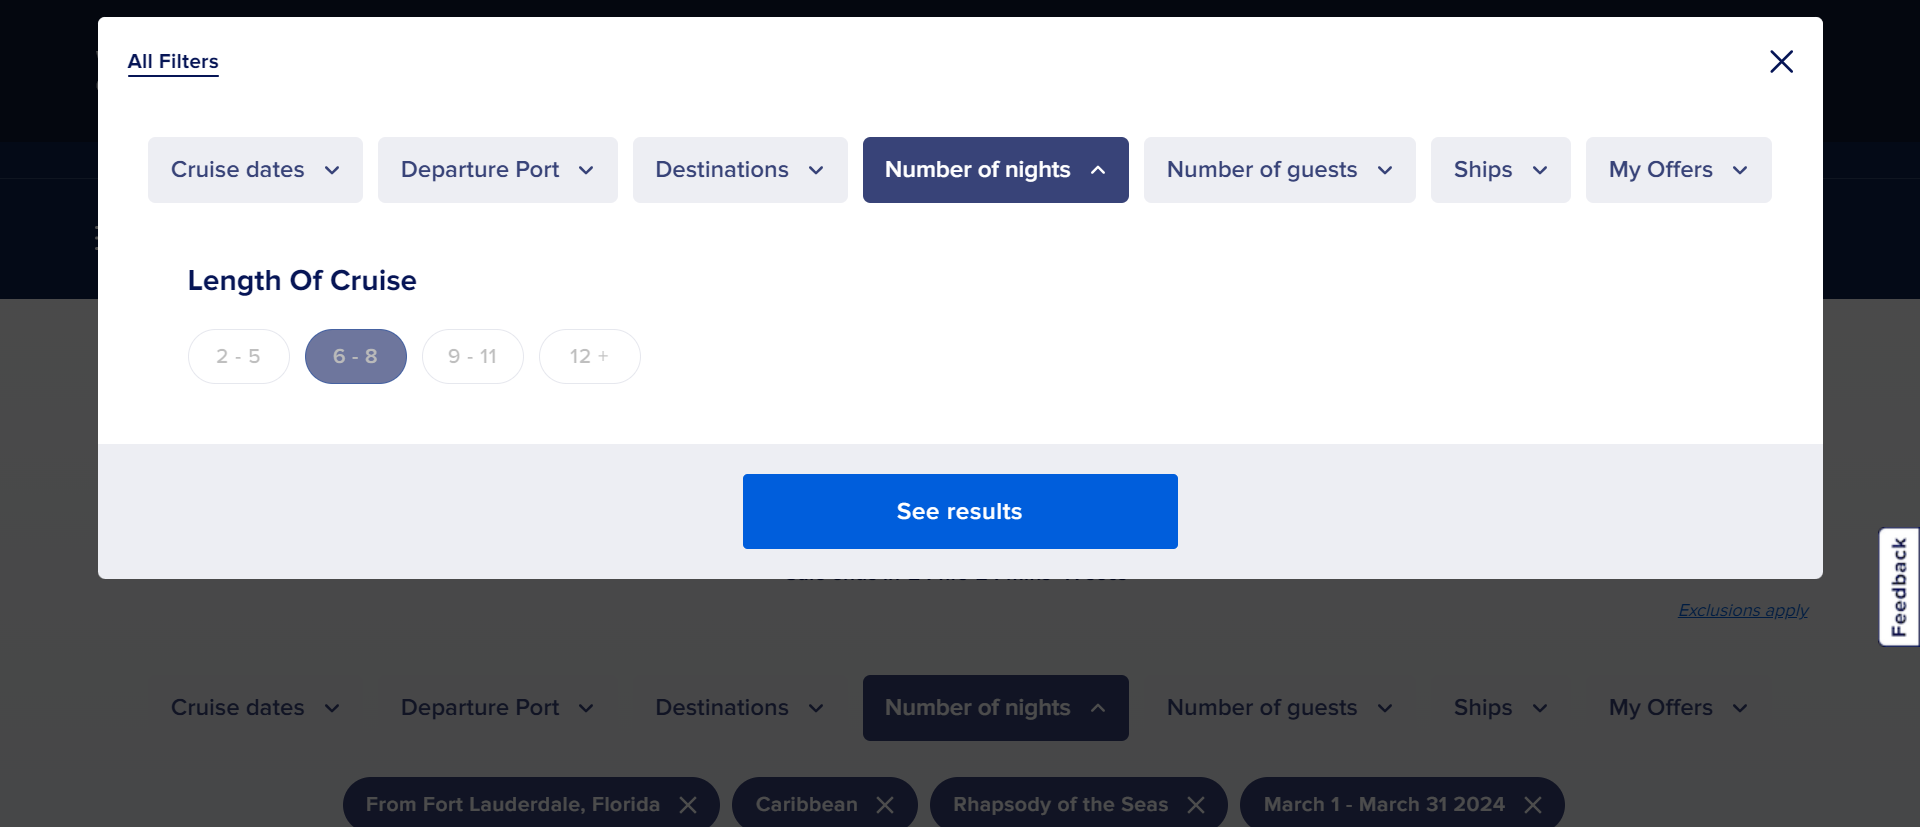 All Filters
Cruise dates
Departure Port
Destinations
Number of nights
Number of guests
Ships
My Offers
Length Of Cruise
2 - 5
6 - 8
9 - 11
12 +
See results
Feedback
Exclusions apply
Cruise dates
Departure Port
Destinations
Number of nights
Number of guests
Ships
My Offers
From Fort Lauderdale, Florida
Caribbean
Rhapsody of the Seas
March 1 - March 31 2024